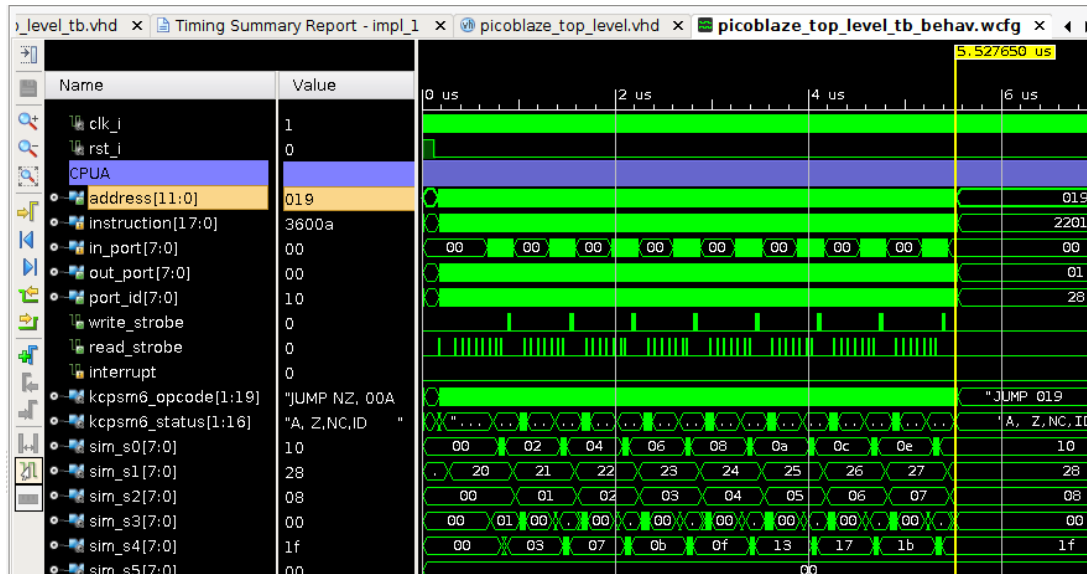 )_level_tb.vhd × Timing Summary Report - impl_1 × picoblaze_top_level.vhd × picoblaze_top_level_tb_behav.wcfg ×
5.527650 us
Name Value 0 us 2 us 4 us 6 us
clk_i 1
rst_i 0
CPUA
address[11:0] 019 019
instruction[17:0] 3600a 2201
in_port[7:0] 00 00 00 00 00 00 00 00 00 00
out_port[7:0] 00 01
port_id[7:0] 10 28
write_strobe 0
read_strobe 0
interrupt 0
kcpsm6_opcode[1:19] "JUMP NZ, 00A "JUMP 019
kcpsm6_status[1:16] "A, Z,NC,ID " "... .. .. .. .. .. .. .. .. .. .. .. .. .. .. "A, Z,NC,ID
sim_s0[7:0] 10 00 02 04 06 08 0a 0c 0e 10
sim_s1[7:0] 28 . 20 21 22 23 24 25 26 27 28
sim_s2[7:0] 08 00 01 02 03 04 05 06 07 08
sim_s3[7:0] 00 00 01 00 . 00 . 00 . 00 . 00 . 00 . 00 . 00
sim_s4[7:0] 1f 00 03 07 0b 0f 13 17 1b 1f
sim_s5[7:0] 00 00